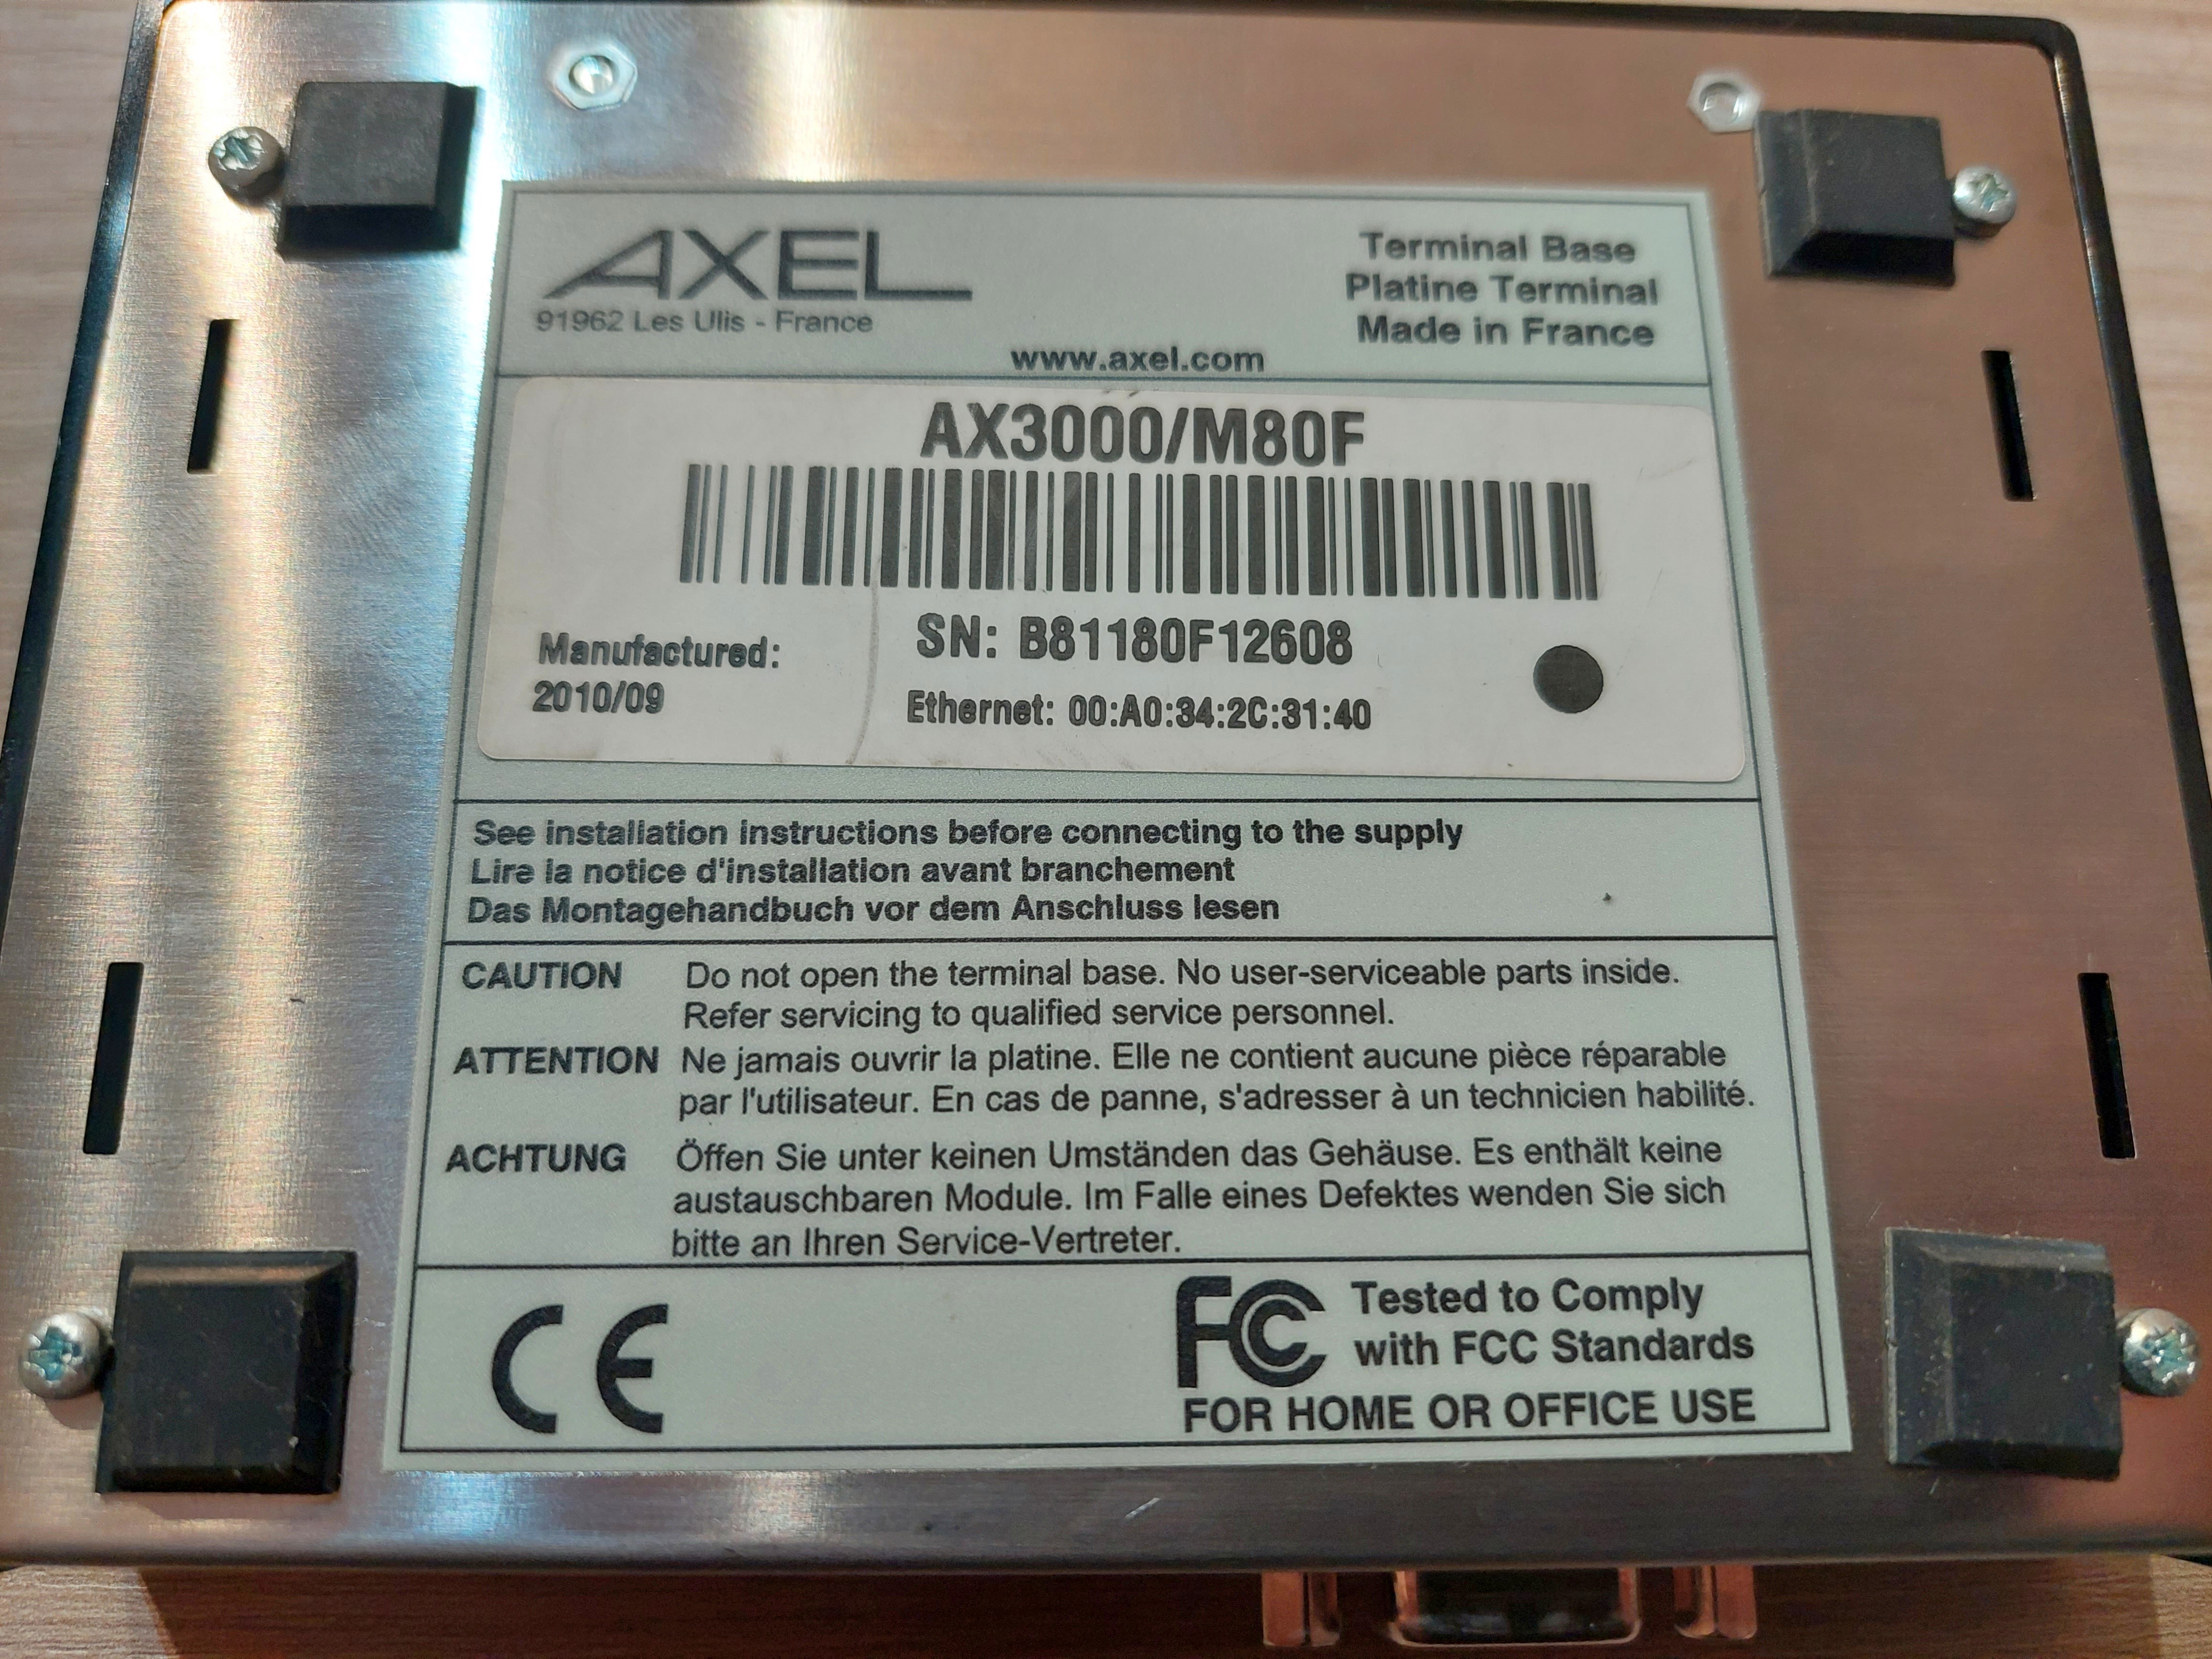 AXEL
91962 Les Ulis - France
www.axel.com
Terminal Base
Platine Terminal
Made in France
AX3000/M80F
SN: B81180F12608
Manufactured:
2010/09
Ethernet: 00:A0:34:2C:31:40
See installation instructions before connecting to the supply
Lire la notice d'installation avant branchement
Das Montagehandbuch vor dem Anschluss lesen
CAUTION Do not open the terminal base. No user-serviceable parts inside.
Refer servicing to qualified service personnel.
ATTENTION Ne jamais ouvrir la platine. Elle ne contient aucune pièce réparable
par l'utilisateur. En cas de panne, s'adresser à un technicien habilité.
ACHTUNG Öffen Sie unter keinen Umständen das Gehäuse. Es enthält keine
austauschbaren Module. Im Falle eines Defektes wenden Sie sich
bitte an Ihren Service-Vertreter.
CE
FC Tested to Comply
with FCC Standards
FOR HOME OR OFFICE USE